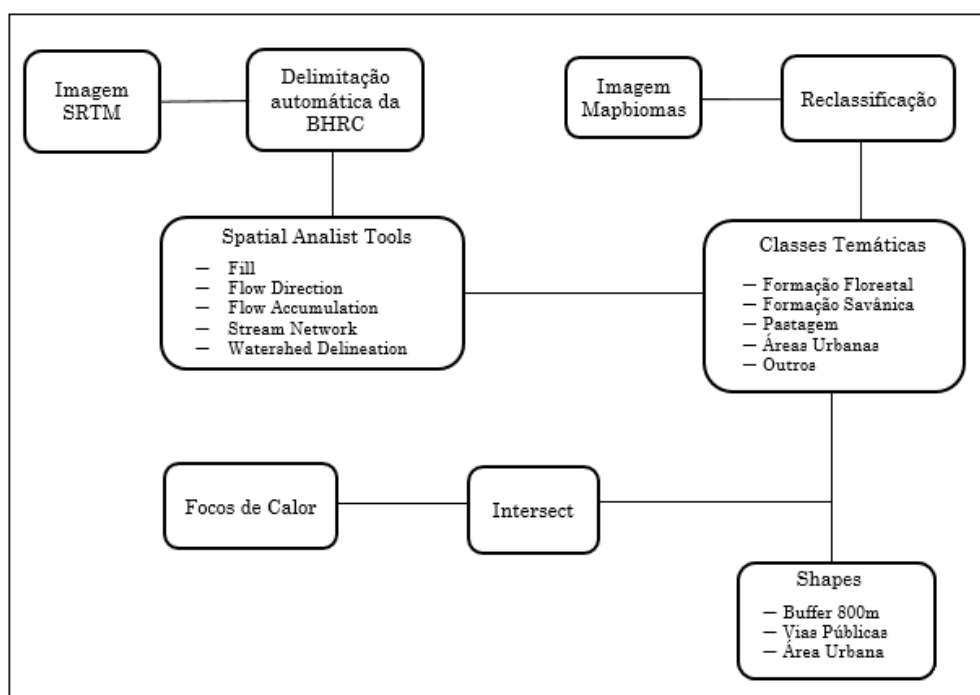 Imagem
SRTM
Delimitação
automática da
BHRC
Imagem
Mapbiomas
Reclassificação
Spatial Analist Tools
— Fill
— Flow Direction
— Flow Accumulation
— Stream Network
— Watershed Delineation
Classes Temáticas
— Formação Florestal
— Formação Savânica
— Pastagem
— Áreas Urbanas
— Outros
Focos de Calor
Intersect
Shapes
— Buffer 800m
— Vias Públicas
— Área Urbana